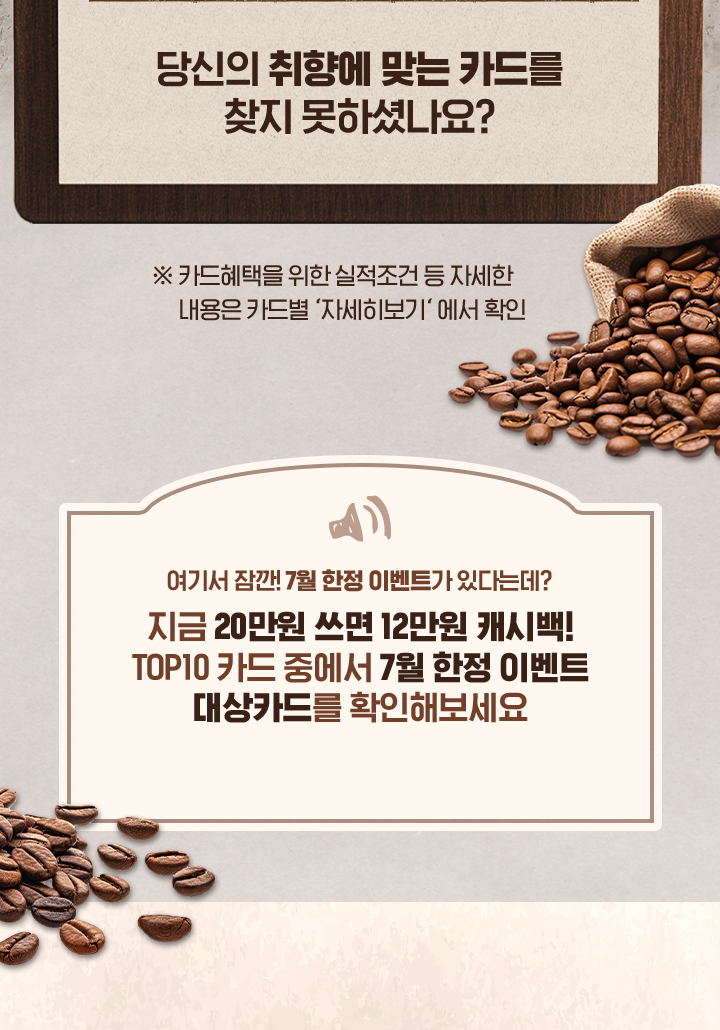 당신의 취향에 맞는 카드를
찾지 못하셨나요?
※ 카드혜택을 위한 실적조건 등 자세한
내용은 카드별 ‘자세히보기‘ 에서 확인
여기서 잠깐! 7월 한정 이벤트가 있다는데?
지금 20만원 쓰면 12만원 캐시백!
TOP10 카드 중에서 7월 한정 이벤트
대상카드를 확인해보세요